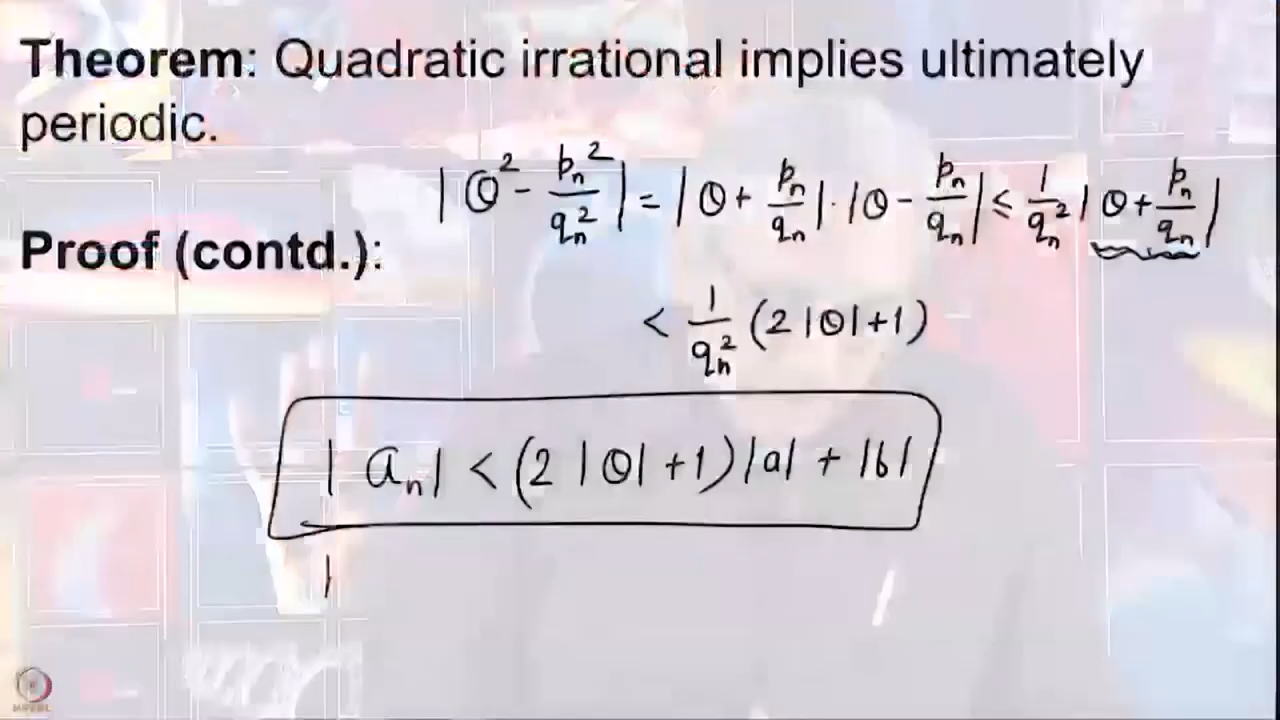 Theorem: Quadratic irrational implies ultimately
periodic.
|θ² - pₙ²/qₙ²| = |θ + pₙ/qₙ|·|θ - pₙ/qₙ| ≤ 1/qₙ² |θ + pₙ/qₙ|
Proof (contd.):
< 1/qₙ² (2|θ|+1)
|aₙ| < (2|θ|+1)|a| + |b|
|